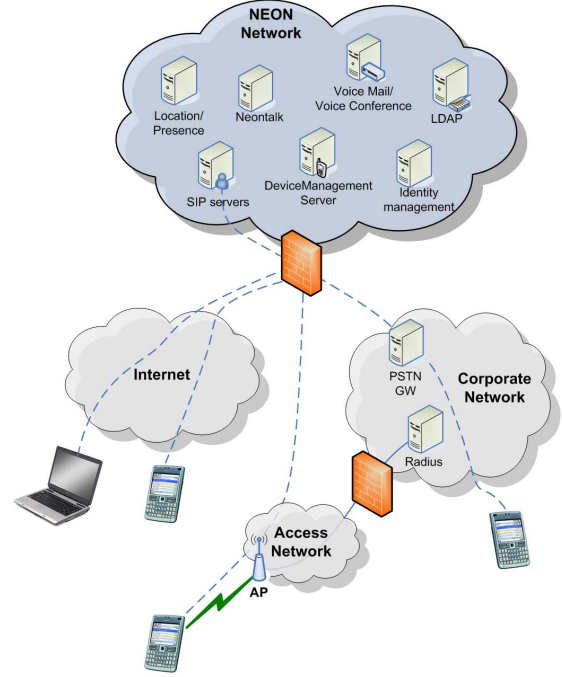 NEON
Network
Location/
Presence
Neontalk
Voice Mail/
Voice Conference
LDAP
SIP servers
DeviceManagement
Server
Identity
management
Internet
PSTN
GW
Corporate
Network
Radius
Access
Network
AP